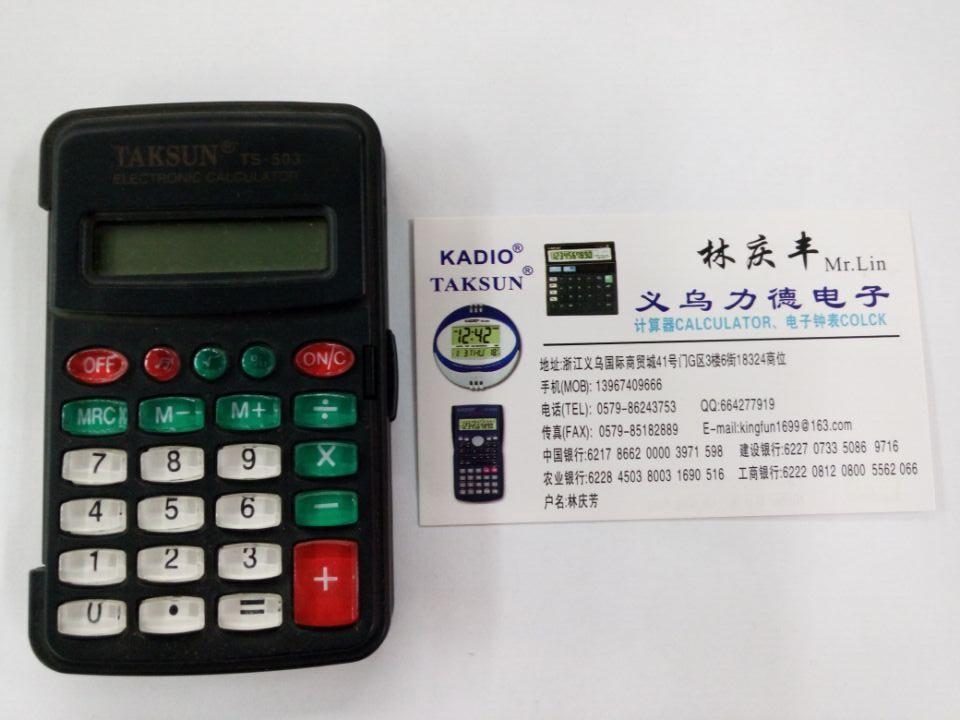 TAKSUN® TS-503
ELECTRONIC CALCULATOR
OFF ON/C
MRC M- M+ ÷
7 8 9 X
4 5 6 -
1 2 3 +
0 . =
KADIO®
TAKSUN®
林庆丰 Mr.Lin
义乌力德电子
计算器CALCULATOR、电子钟表COLCK
1234567890
12:42
地址:浙江义乌国际商贸城41号门G区3楼6街18324商位
手机(MOB): 13967409666
电话(TEL): 0579-86243753 QQ:664277919
传真(FAX): 0579-85182889 E-mail:kingfun1699@163.com
中国银行:6217 8662 0000 3971 598 建设银行:6227 0733 5086 9716
农业银行:6228 4503 8003 1690 516 工商银行:6222 0812 0800 5562 066
户名:林庆芳